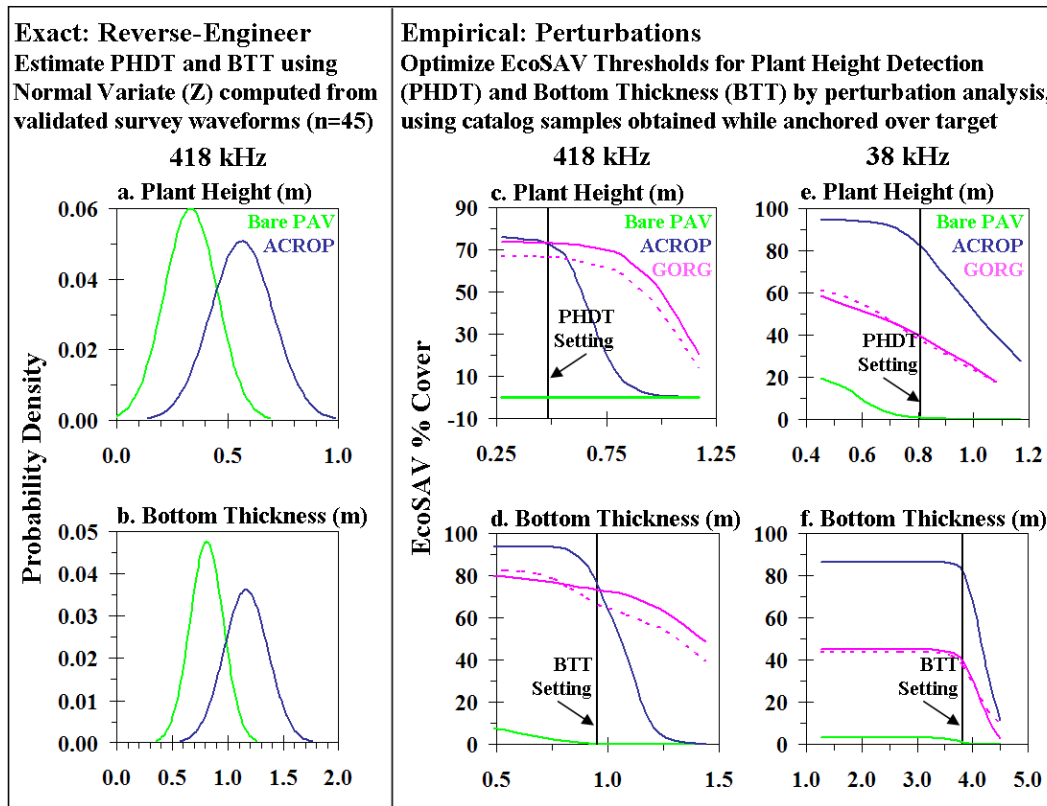 Exact: Reverse-Engineer
Estimate PHDT and BTT using
Normal Variate (Z) computed from
validated survey waveforms (n=45)
418 kHz
Empirical: Perturbations
Optimize EcoSAV Thresholds for Plant Height Detection
(PHDT) and Bottom Thickness (BTT) by perturbation analysis,
using catalog samples obtained while anchored over target
418 kHz
38 kHz
Probability Density
a. Plant Height (m)
0.06
0.04
0.02
0.00
Bare PAV
ACROP
0.0 0.5 1.0
b. Bottom Thickness (m)
0.05
0.04
0.03
0.02
0.01
0.00
0.0 0.5 1.0 1.5 2.0
EcoSAV % Cover
c. Plant Height (m)
90
70
50
30
10
-10
Bare PAV
ACROP
GORG
PHDT
Setting
0.25 0.75 1.25
d. Bottom Thickness (m)
100
80
60
40
20
0
BTT
Setting
0.5 1.0 1.5
e. Plant Height (m)
100
80
60
40
20
0
Bare PAV
ACROP
GORG
PHDT
Setting
0.4 0.6 0.8 1.0 1.2
f. Bottom Thickness (m)
100
80
60
40
20
0
BTT
Setting
1.0 2.0 3.0 4.0 5.0